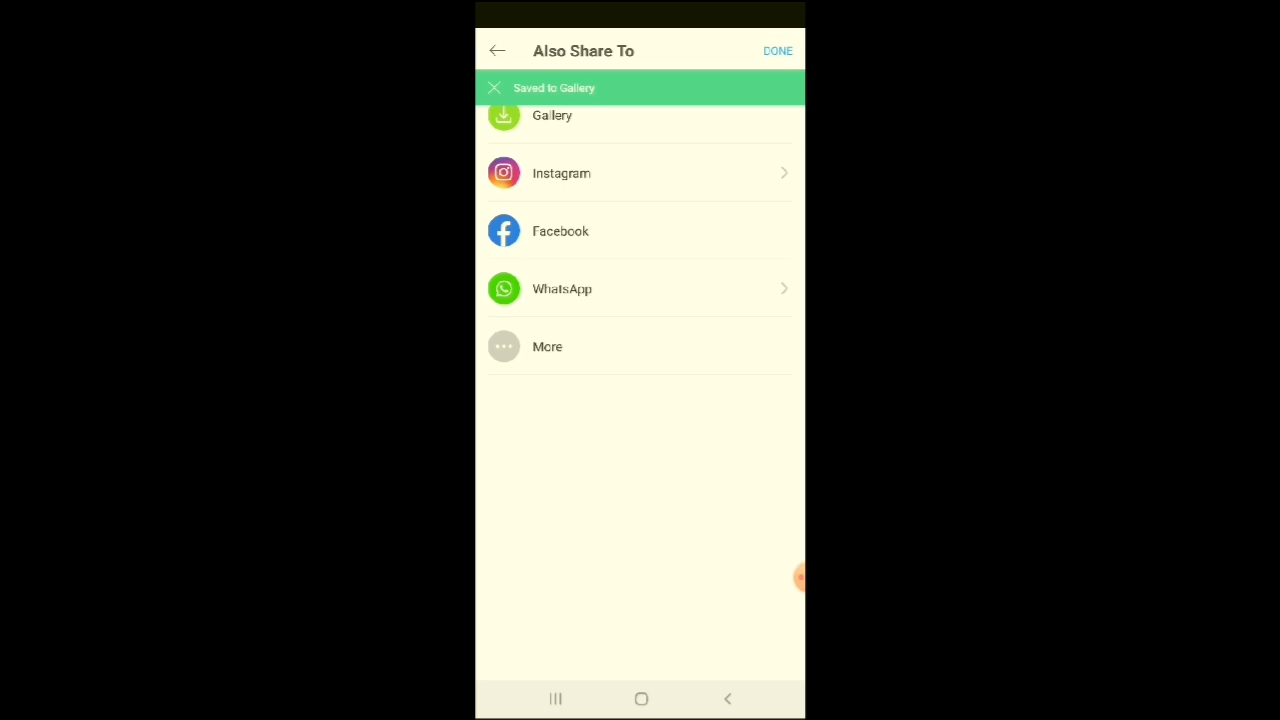 Also Share To
DONE
Saved to Gallery
Gallery
Instagram
Facebook
WhatsApp
More